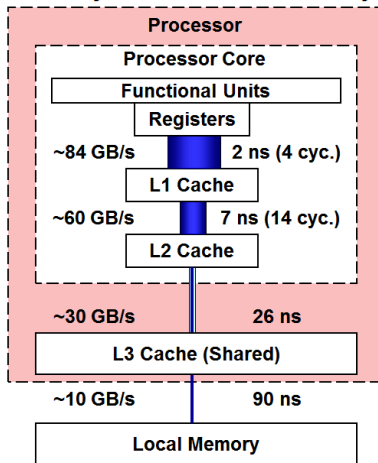 Processor
Processor Core
Functional Units
Registers
~84 GB/s 2 ns (4 cyc.)
L1 Cache
~60 GB/s 7 ns (14 cyc.)
L2 Cache
~30 GB/s 26 ns
L3 Cache (Shared)
~10 GB/s 90 ns
Local Memory